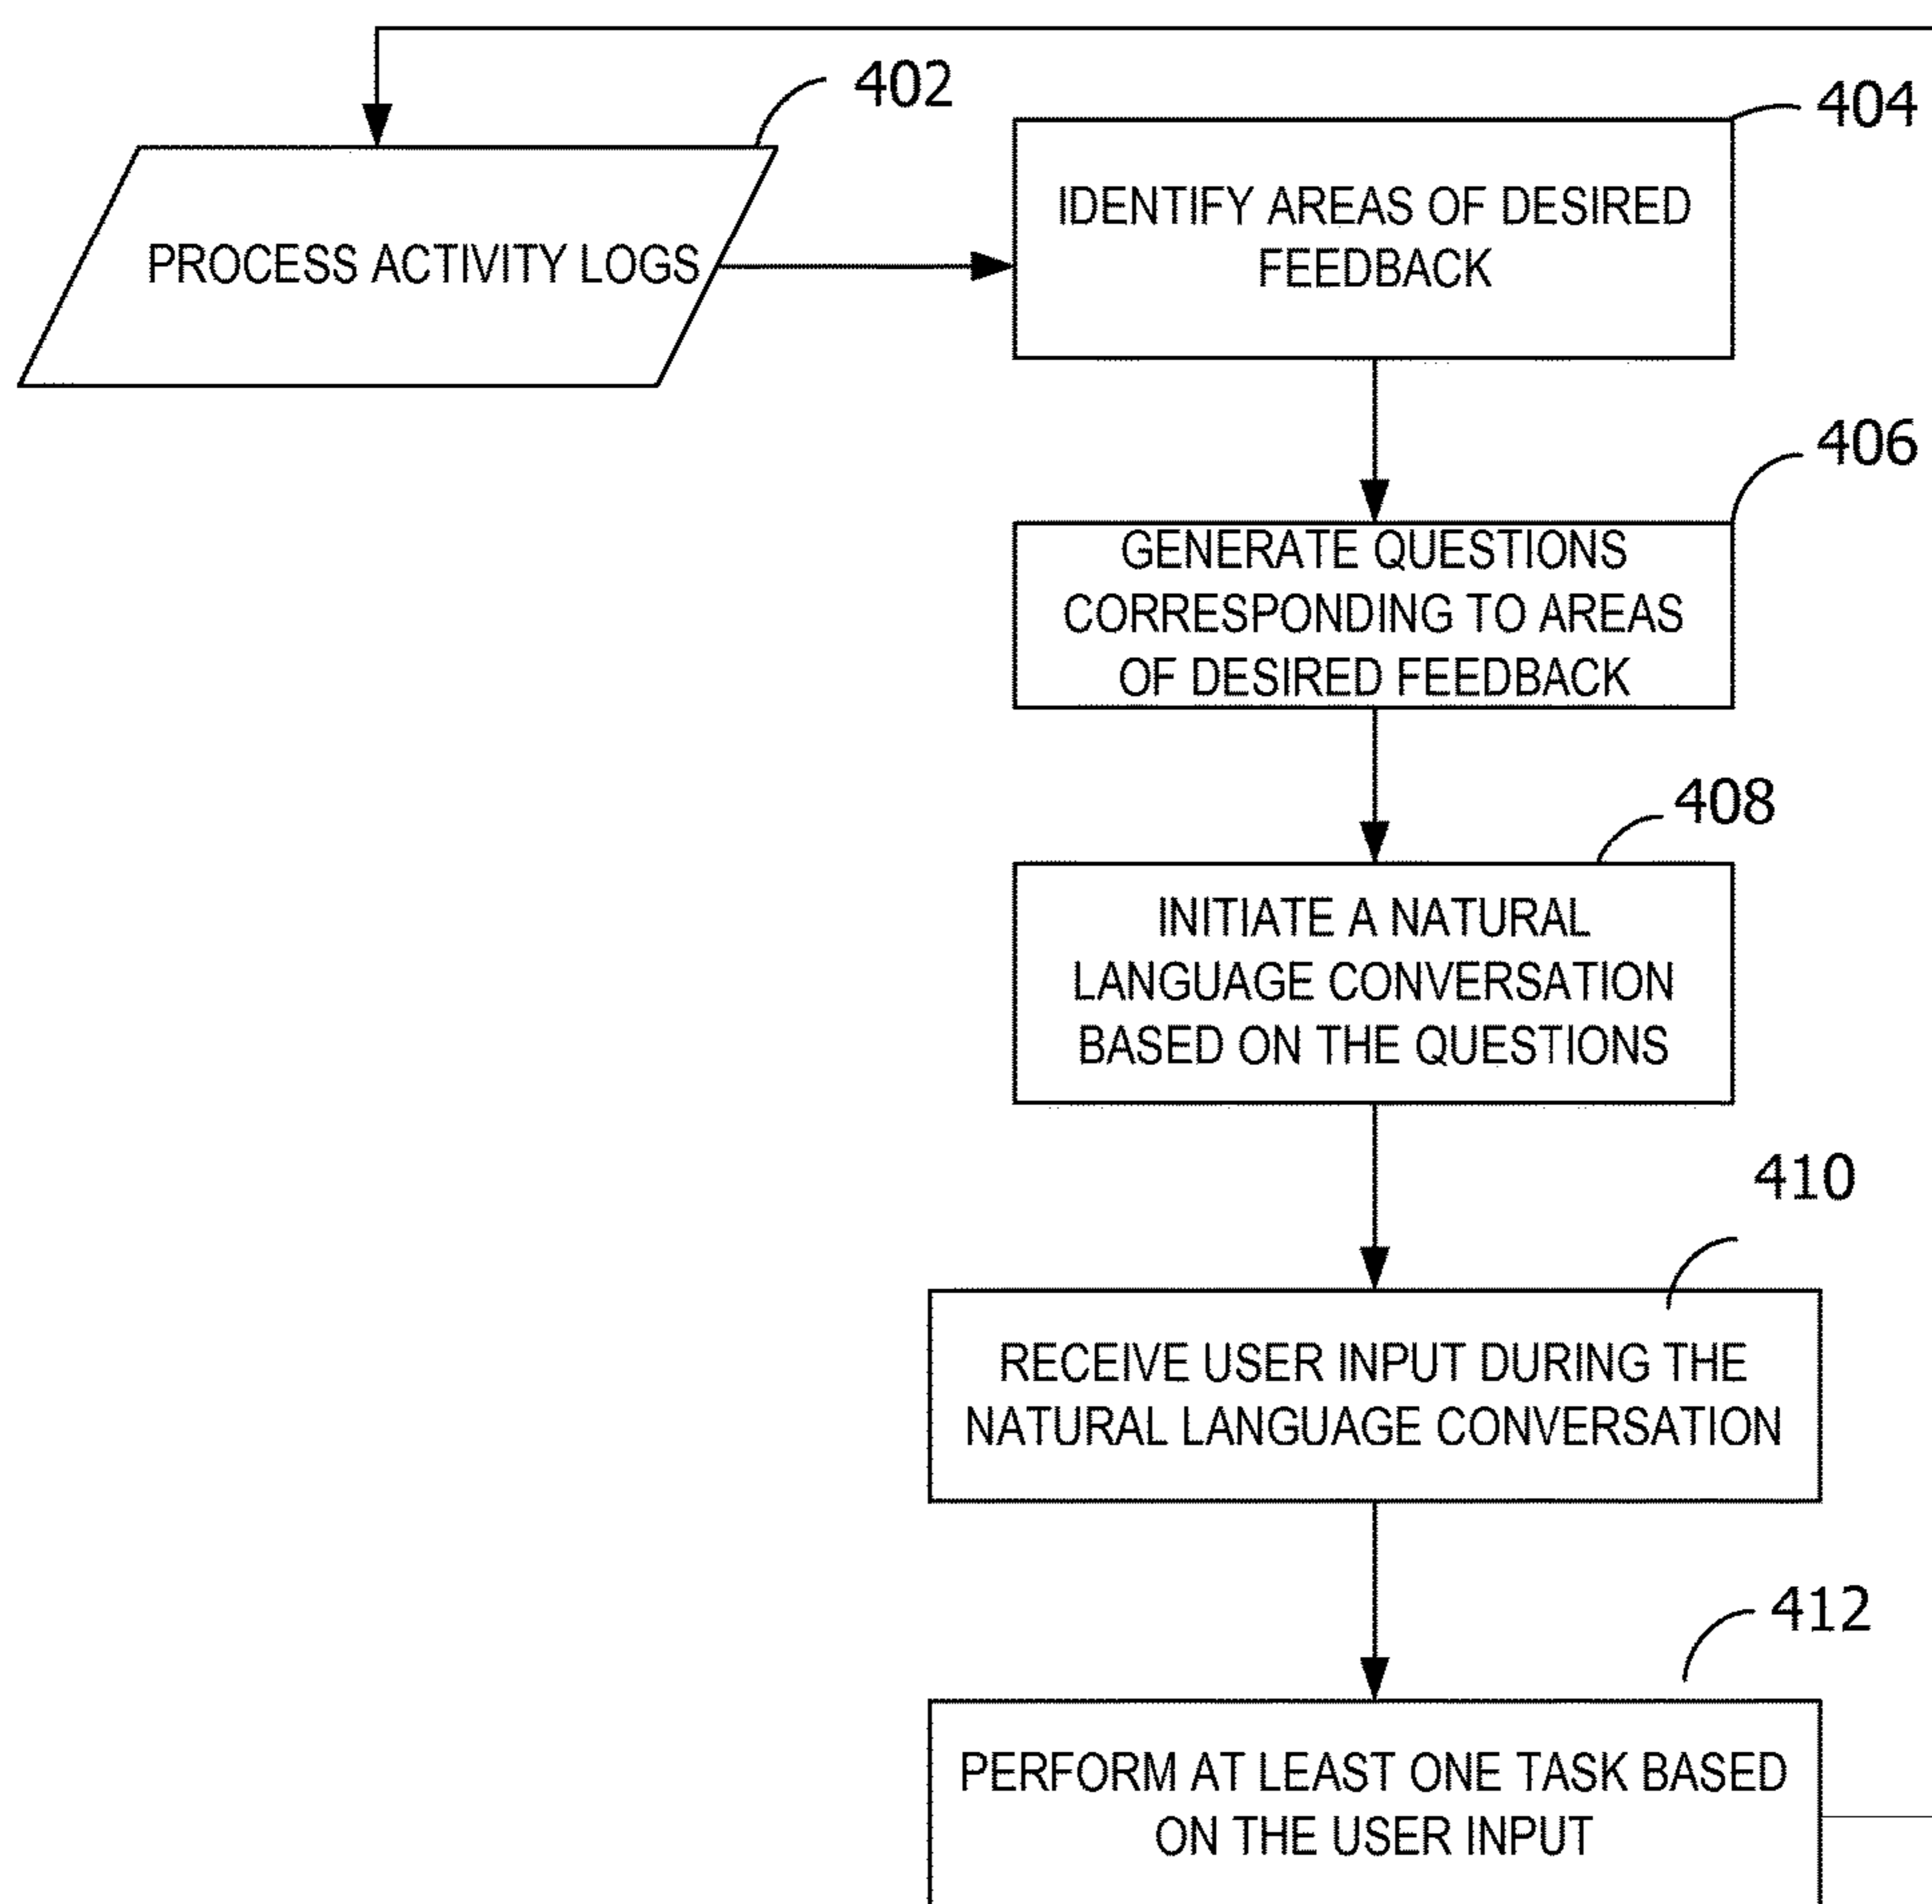 402
PROCESS ACTIVITY LOGS
404
IDENTIFY AREAS OF DESIRED
FEEDBACK
406
GENERATE QUESTIONS
CORRESPONDING TO AREAS
OF DESIRED FEEDBACK
408
INITIATE A NATURAL
LANGUAGE CONVERSATION
BASED ON THE QUESTIONS
410
RECEIVE USER INPUT DURING THE
NATURAL LANGUAGE CONVERSATION
412
PERFORM AT LEAST ONE TASK BASED
ON THE USER INPUT